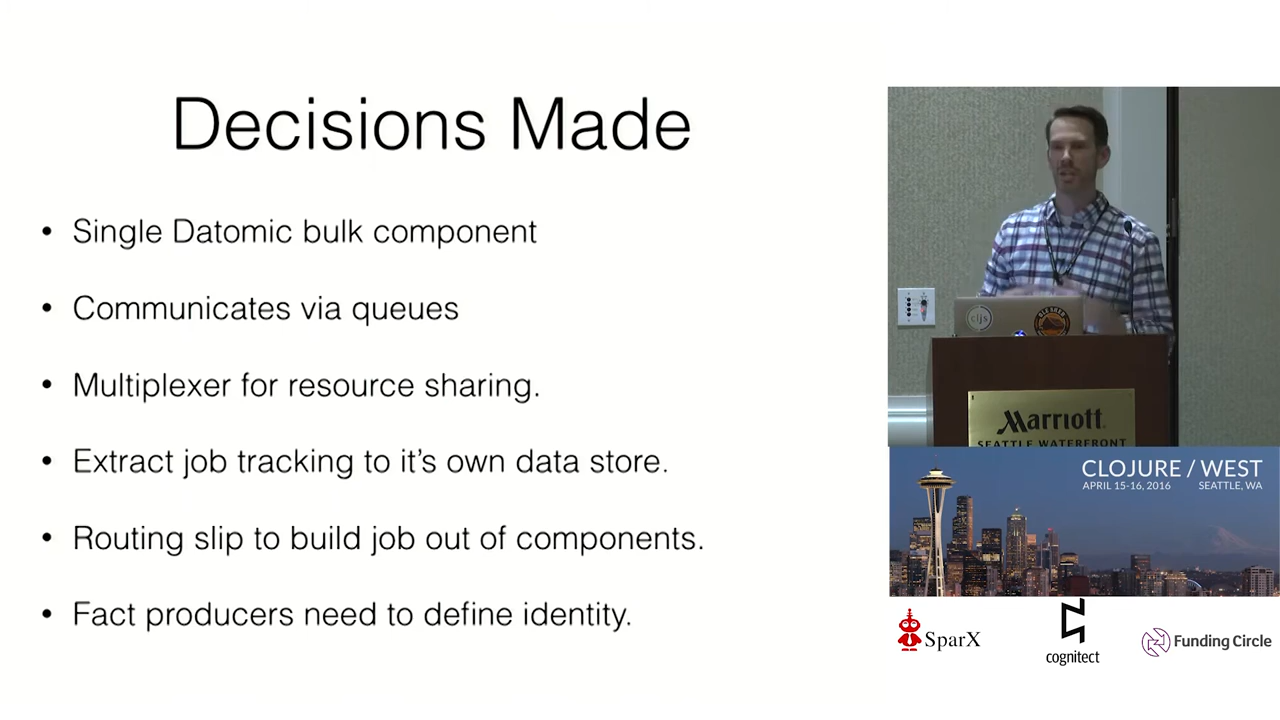 Decisions Made
• Single Datomic bulk component
• Communicates via queues
• Multiplexer for resource sharing.
• Extract job tracking to it's own data store.
• Routing slip to build job out of components.
• Fact producers need to define identity.
cljs
Marriott
SEATTLE WATERFRONT
CLOJURE / WEST
APRIL 15-16, 2016 SEATTLE, WA
SparX
cognitect
Funding Circle